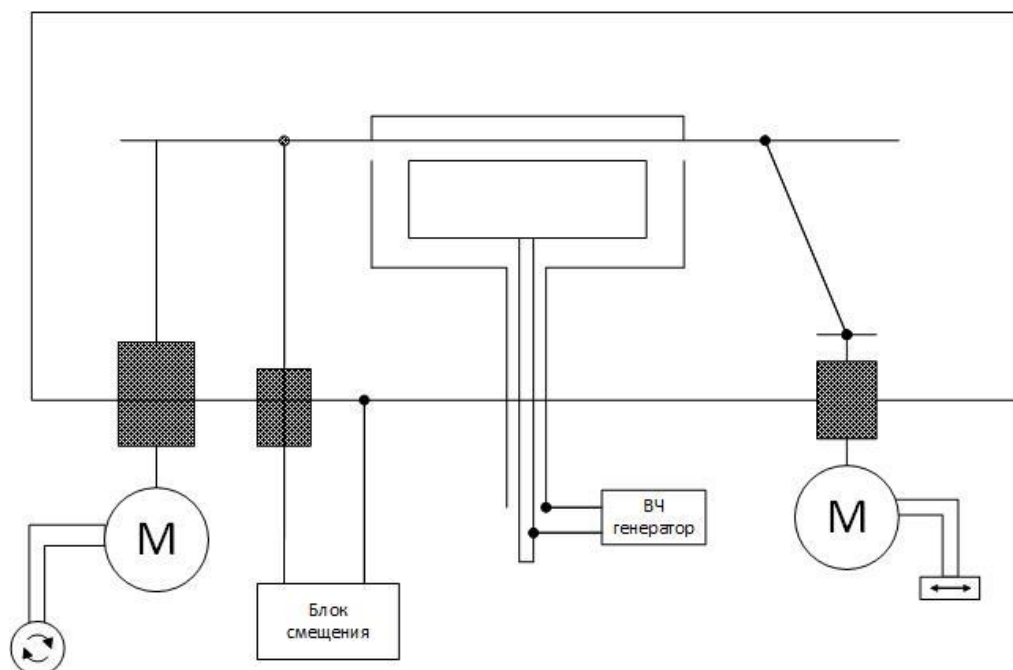 М
М
ВЧ
генератор
Блок
смещения